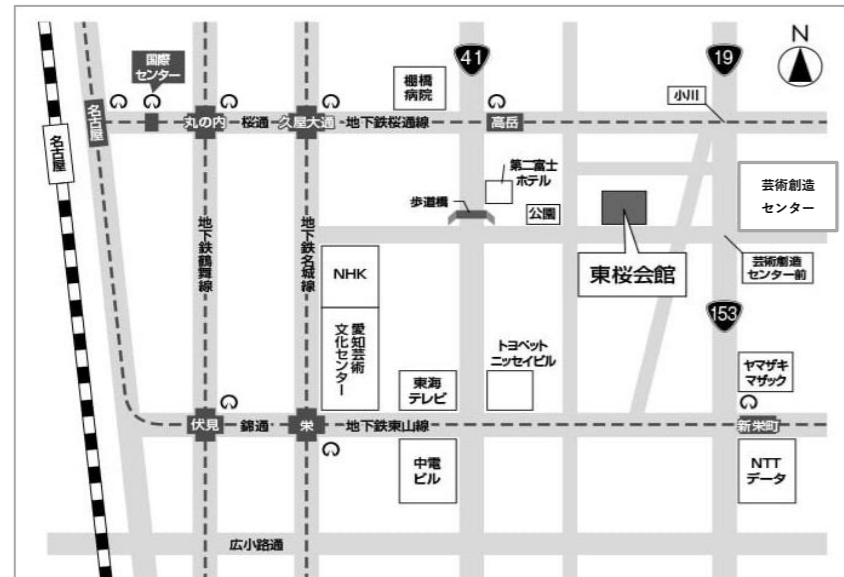 N
41
19
国際
センター
棚橋
病院
小川
名古屋
名古屋
丸の内
桜通
久屋大通
地下鉄桜通線
高岳
第二富士
ホテル
歩道橋
公園
芸術創造
センター
地下鉄鶴舞線
地下鉄名城線
NHK
東桜会館
芸術創造
センター前
愛知芸術
文化センター
153
トヨペット
ニッセイビル
東海
テレビ
ヤマザキ
マザック
伏見
錦通
栄
地下鉄東山線
新栄町
中電
ビル
NTT
データ
広小路通